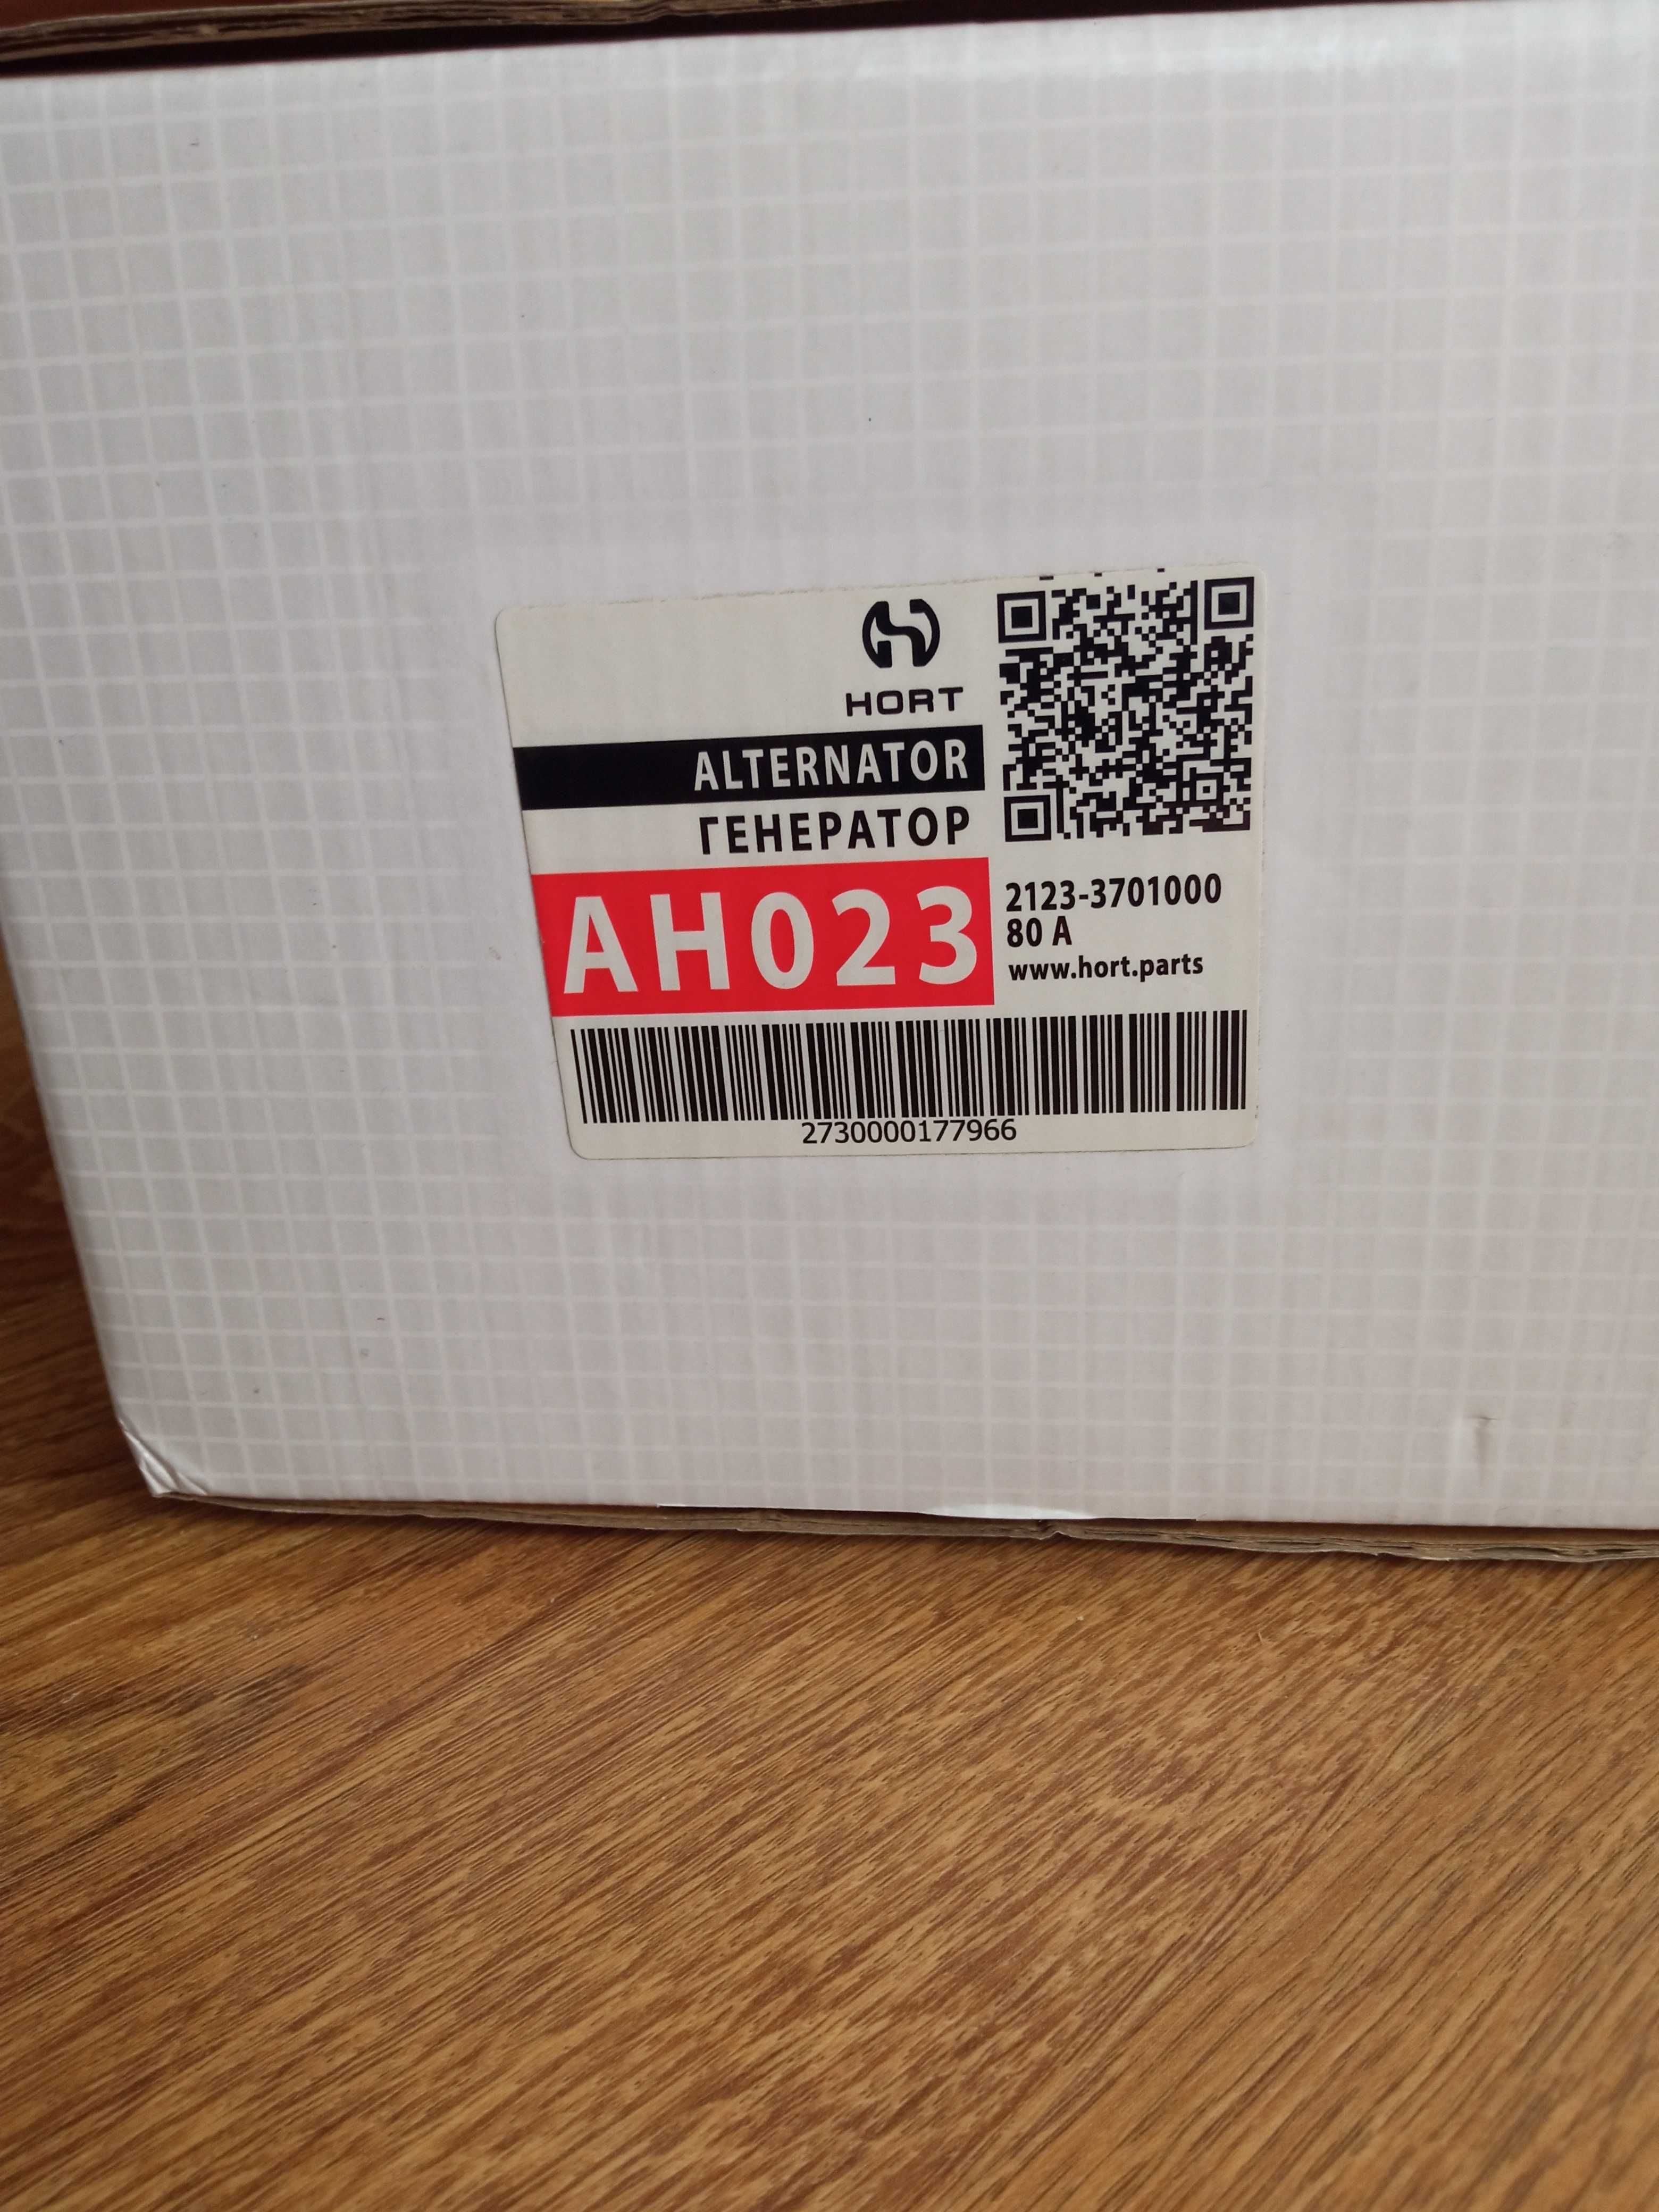 HORT
ALTERNATOR
ГЕНЕРАТОР
AH023
2123-3701000
80 A
www.hort.parts
2730000177966